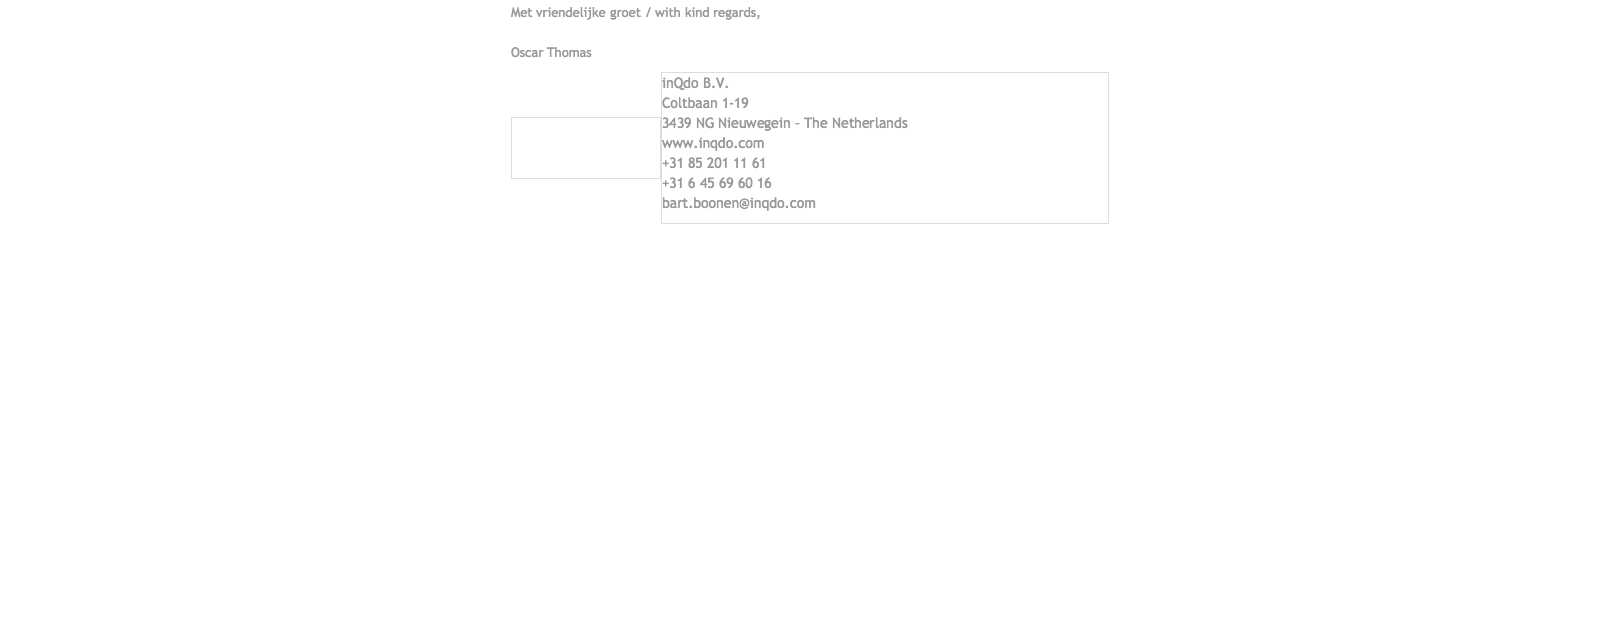 Met vriendelijke groet / with kind regards,
Oscar Thomas
inQdo B.V.
Coltbaan 1-19
3439 NG Nieuwegein - The Netherlands
www.inqdo.com
+31 85 201 11 61
+31 6 45 69 60 16
bart.boonen@inqdo.com